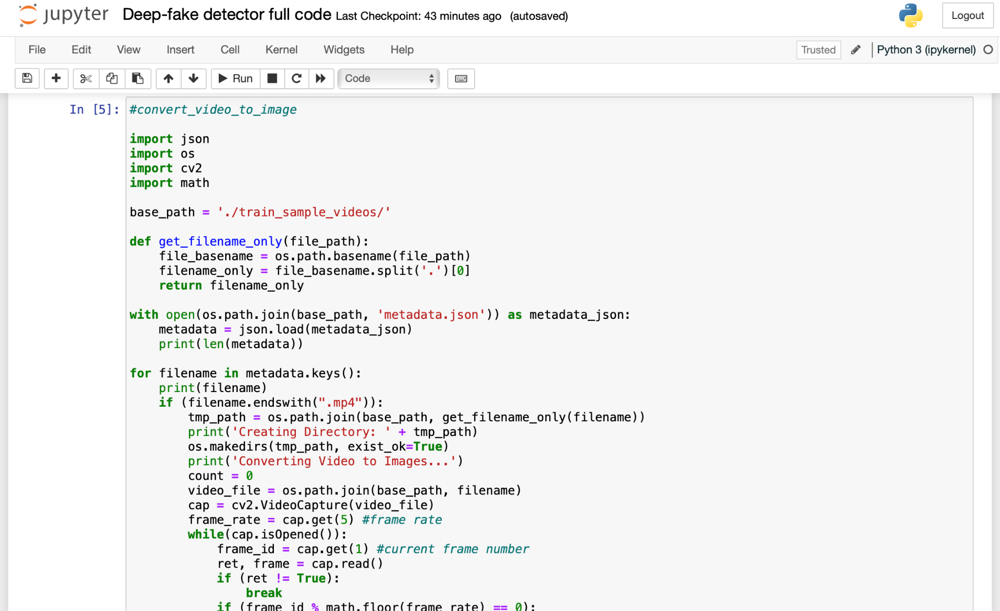 jupyter Deep-fake detector full code Last Checkpoint: 43 minutes ago (autosaved) Logout
File Edit View Insert Cell Kernel Widgets Help Trusted Python 3 (ipykernel)
Run Code
In [5]: #convert_video_to_image
import json
import os
import cv2
import math
base_path = './train_sample_videos/'
def get_filename_only(file_path):
    file_basename = os.path.basename(file_path)
    filename_only = file_basename.split('.')[0]
    return filename_only
with open(os.path.join(base_path, 'metadata.json')) as metadata_json:
    metadata = json.load(metadata_json)
    print(len(metadata))
for filename in metadata.keys():
    print(filename)
    if (filename.endswith(".mp4")):
        tmp_path = os.path.join(base_path, get_filename_only(filename))
        print('Creating Directory: ' + tmp_path)
        os.makedirs(tmp_path, exist_ok=True)
        print('Converting Video to Images...')
        count = 0
        video_file = os.path.join(base_path, filename)
        cap = cv2.VideoCapture(video_file)
        frame_rate = cap.get(5) #frame rate
        while(cap.isOpened()):
            frame_id = cap.get(1) #current frame number
            ret, frame = cap.read()
            if (ret != True):
                break
            if (frame_id % math.floor(frame_rate) == 0):